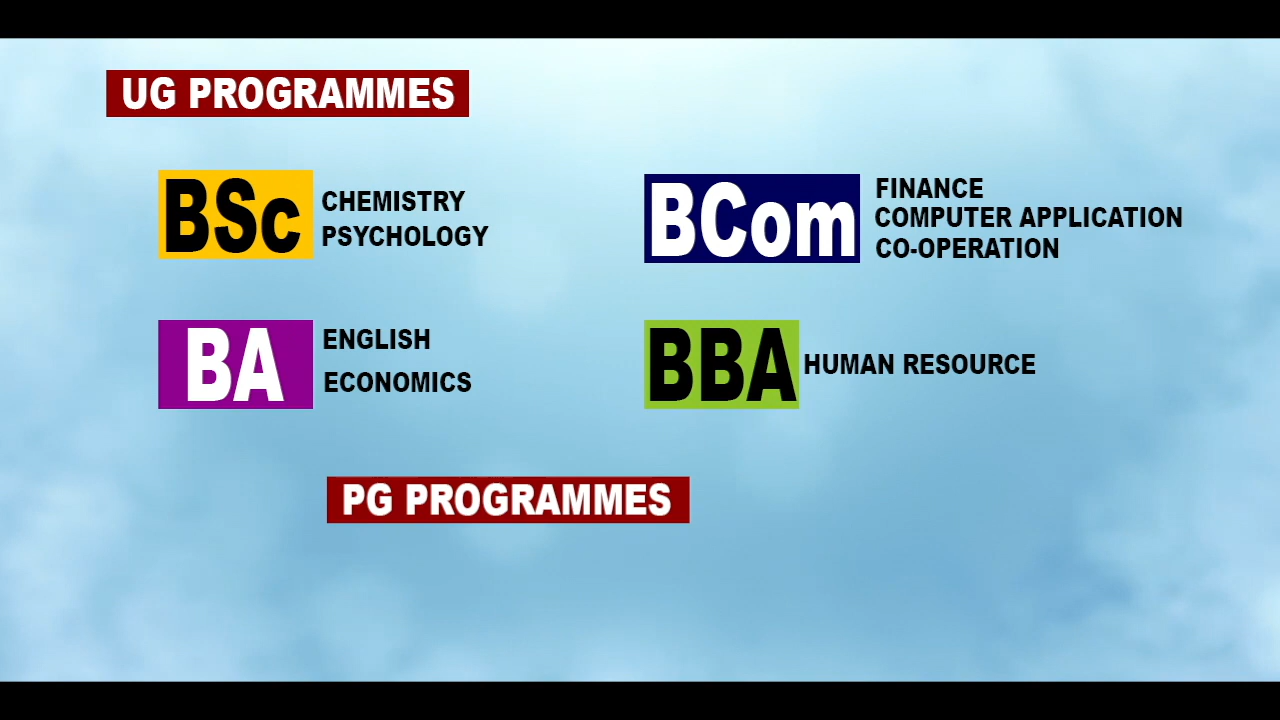 UG PROGRAMMES
BSc
CHEMISTRY
PSYCHOLOGY
BCom
FINANCE
COMPUTER APPLICATION
CO-OPERATION
BA
ENGLISH
ECONOMICS
BBA
HUMAN RESOURCE
PG PROGRAMMES